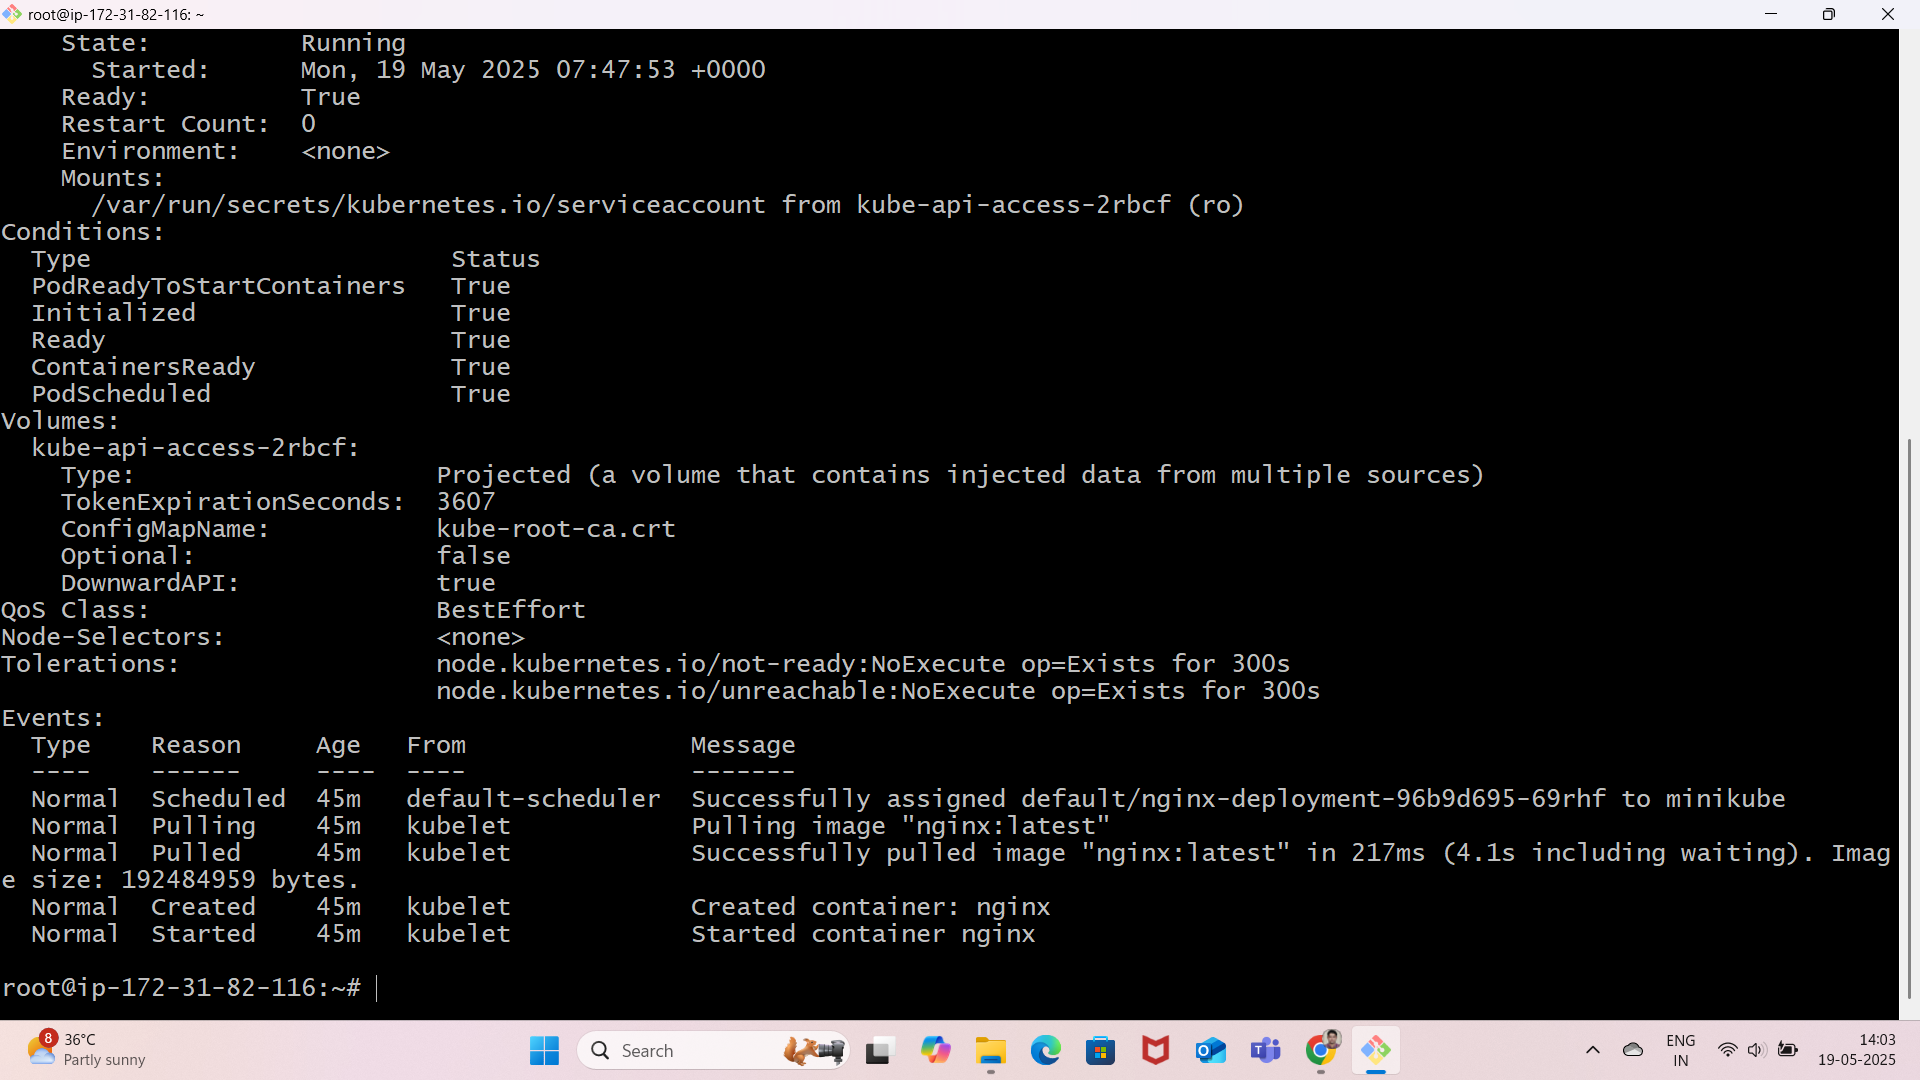 root@ip-172-31-82-116: ~
State: Running
Started: Mon, 19 May 2025 07:47:53 +0000
Ready: True
Restart Count: 0
Environment: <none>
Mounts:
/var/run/secrets/kubernetes.io/serviceaccount from kube-api-access-2rbcf (ro)
Conditions:
Type Status
PodReadyToStartContainers True
Initialized True
Ready True
ContainersReady True
PodScheduled True
Volumes:
kube-api-access-2rbcf:
Type: Projected (a volume that contains injected data from multiple sources)
TokenExpirationSeconds: 3607
ConfigMapName: kube-root-ca.crt
Optional: false
DownwardAPI: true
QoS Class: BestEffort
Node-Selectors: <none>
Tolerations: node.kubernetes.io/not-ready:NoExecute op=Exists for 300s
node.kubernetes.io/unreachable:NoExecute op=Exists for 300s
Events:
Type Reason Age From Message
---- ------ ---- ---- -------
Normal Scheduled 45m default-scheduler Successfully assigned default/nginx-deployment-96b9d695-69rhf to minikube
Normal Pulling 45m kubelet Pulling image "nginx:latest"
Normal Pulled 45m kubelet Successfully pulled image "nginx:latest" in 217ms (4.1s including waiting). Imag
e size: 192484959 bytes.
Normal Created 45m kubelet Created container: nginx
Normal Started 45m kubelet Started container nginx
root@ip-172-31-82-116:~#
8 36°C
Partly sunny
Search
ENG
IN
14:03
19-05-2025